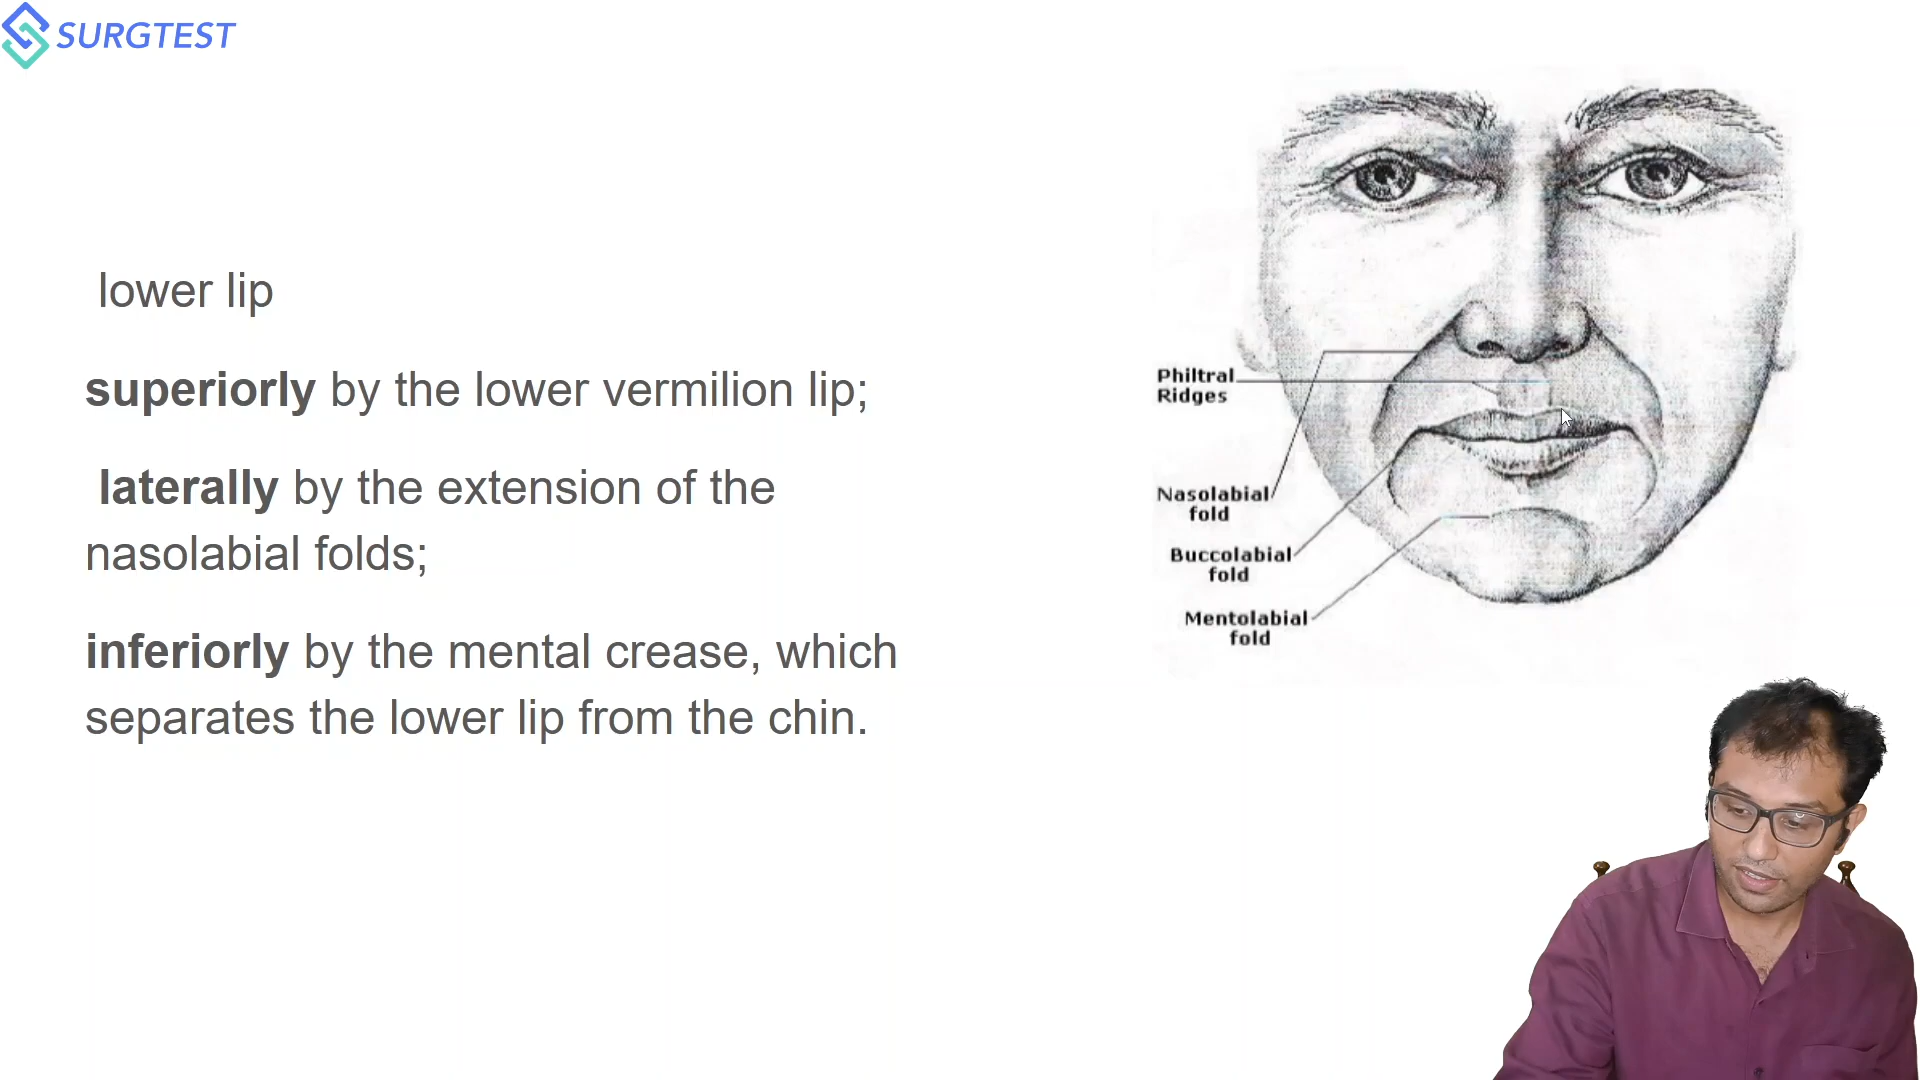 SURGTEST
lower lip
superiorly by the lower vermilion lip;
laterally by the extension of the
nasolabial folds;
inferiorly by the mental crease, which
separates the lower lip from the chin.
Philtral
Ridges
Nasolabial
fold
Buccolabial
fold
Mentolabial
fold